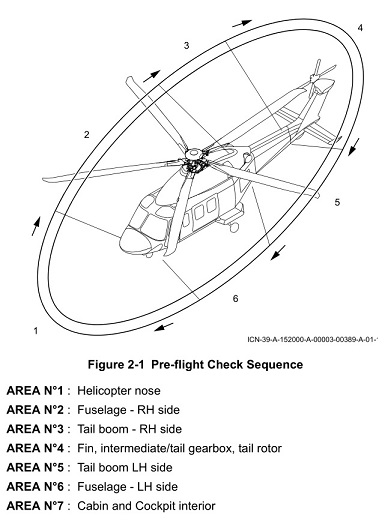 3
4
2
5
6
1
ICN-39-A-152000-A-00003-00389-A-01-1
Figure 2-1 Pre-flight Check Sequence
AREA N°1 : Helicopter nose
AREA N°2 : Fuselage - RH side
AREA N°3 : Tail boom - RH side
AREA N°4 : Fin, intermediate/tail gearbox, tail rotor
AREA N°5 : Tail boom LH side
AREA N°6 : Fuselage - LH side
AREA N°7 : Cabin and Cockpit interior